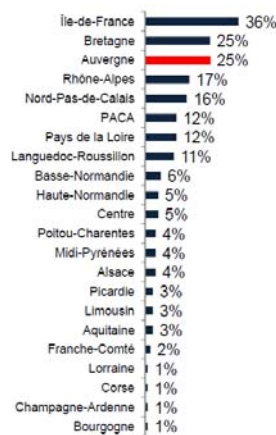 Île-de-France 36%
Bretagne 25%
Auvergne 25%
Rhône-Alpes 17%
Nord-Pas-de-Calais 16%
PACA 12%
Pays de la Loire 12%
Languedoc-Roussillon 11%
Basse-Normandie 6%
Haute-Normandie 5%
Centre 5%
Poitou-Charentes 4%
Midi-Pyrénées 4%
Alsace 4%
Picardie 3%
Limousin 3%
Aquitaine 3%
Franche-Comté 2%
Lorraine 1%
Corse 1%
Champagne-Ardenne 1%
Bourgogne 1%